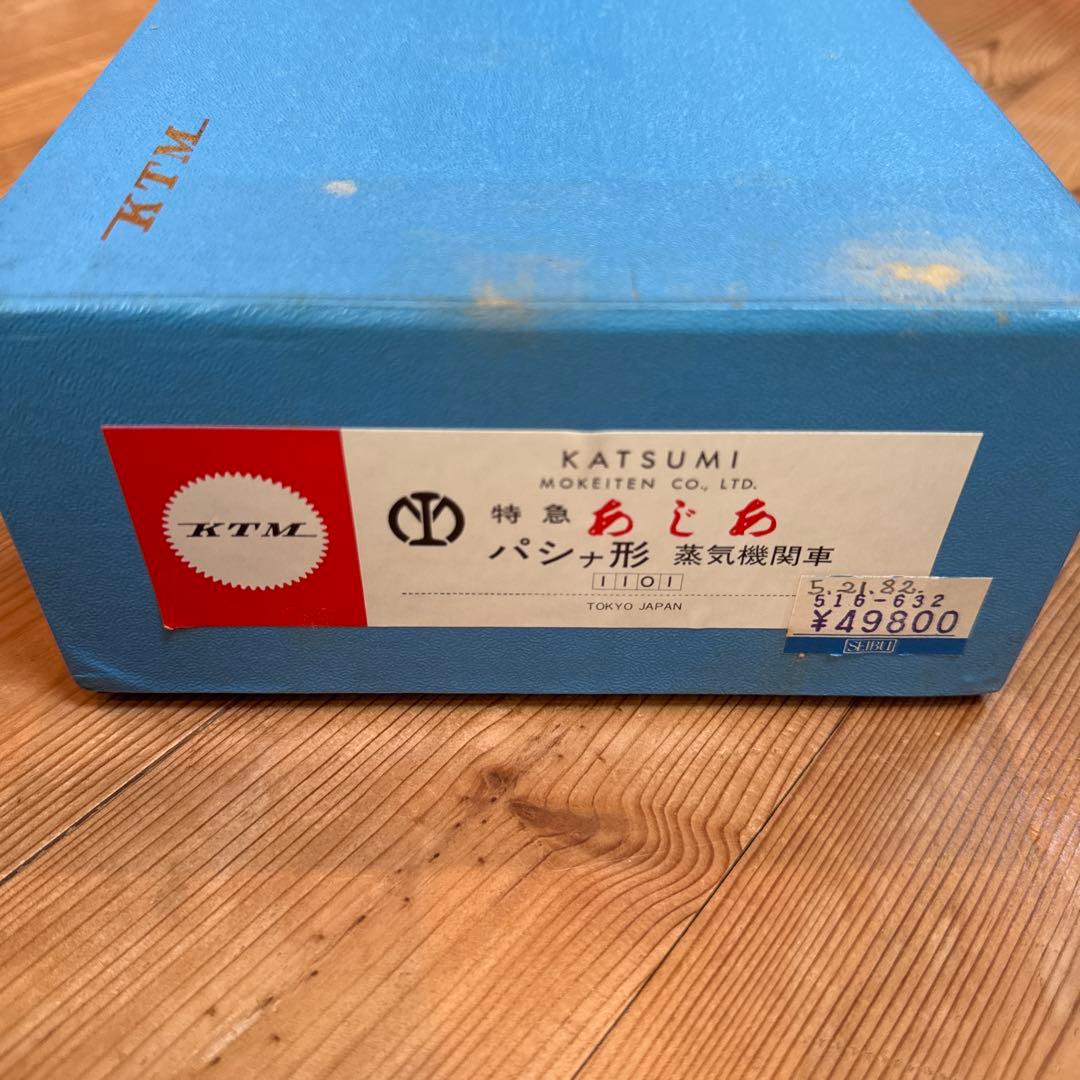 KTM
KTM
KATSUMI
MOKEITEN CO., LTD.
特急 あじあ
パシナ形 蒸気機関車
1101
TOKYO JAPAN
5.21.82.
516-632
¥49800
SEIBU